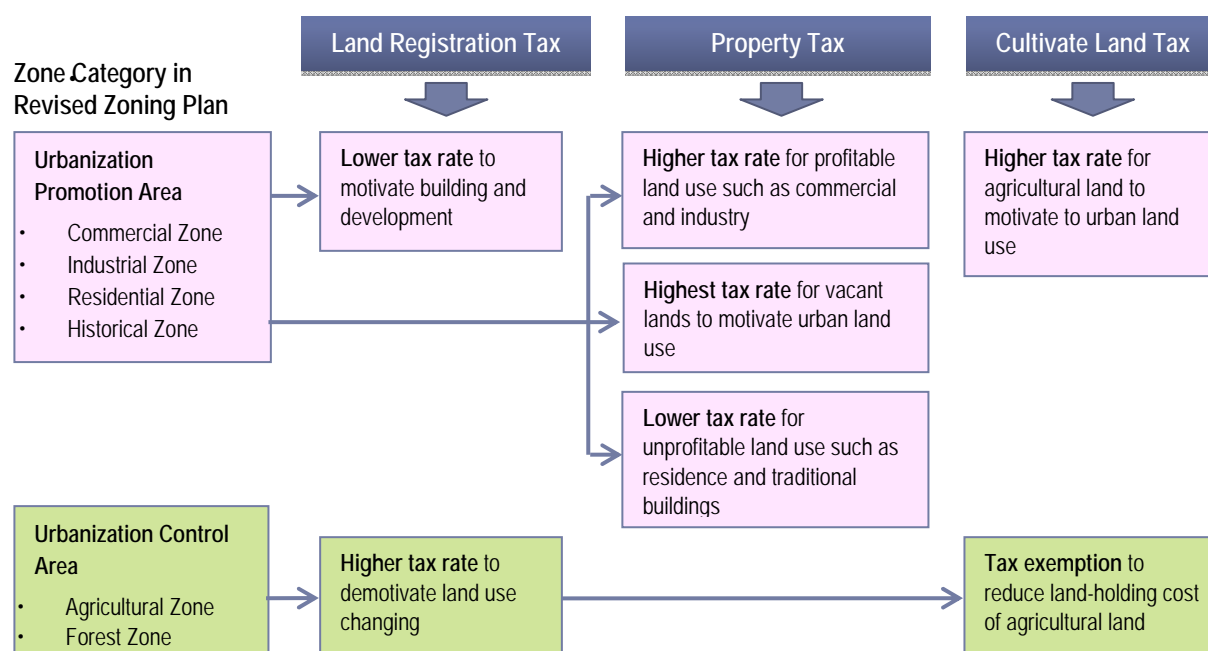 Land Registration Tax
Property Tax
Cultivate Land Tax
Zone Category in
Revised Zoning Plan
Urbanization
Promotion Area
• Commercial Zone
• Industrial Zone
• Residential Zone
• Historical Zone
Lower tax rate to
motivate building and
development
Higher tax rate for profitable
land use such as commercial
and industry
Highest tax rate for vacant
lands to motivate urban land
use
Lower tax rate for
unprofitable land use such as
residence and traditional
buildings
Higher tax rate for
agricultural land to
motivate to urban land
use
Urbanization Control
Area
• Agricultural Zone
• Forest Zone
Higher tax rate to
demotivate land use
changing
Tax exemption to
reduce land-holding cost
of agricultural land